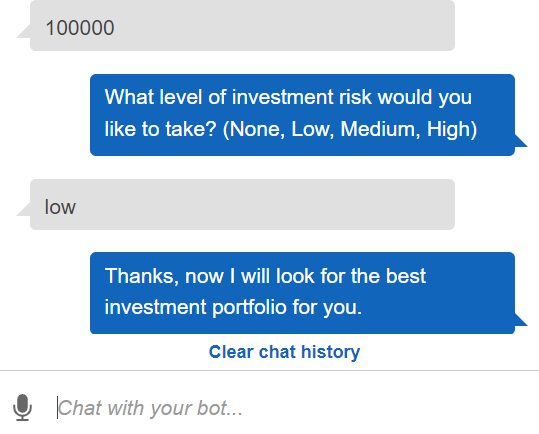 100000
What level of investment risk would you
like to take? (None, Low, Medium, High)
low
Thanks, now I will look for the best
investment portfolio for you.
Clear chat history
Chat with your bot...